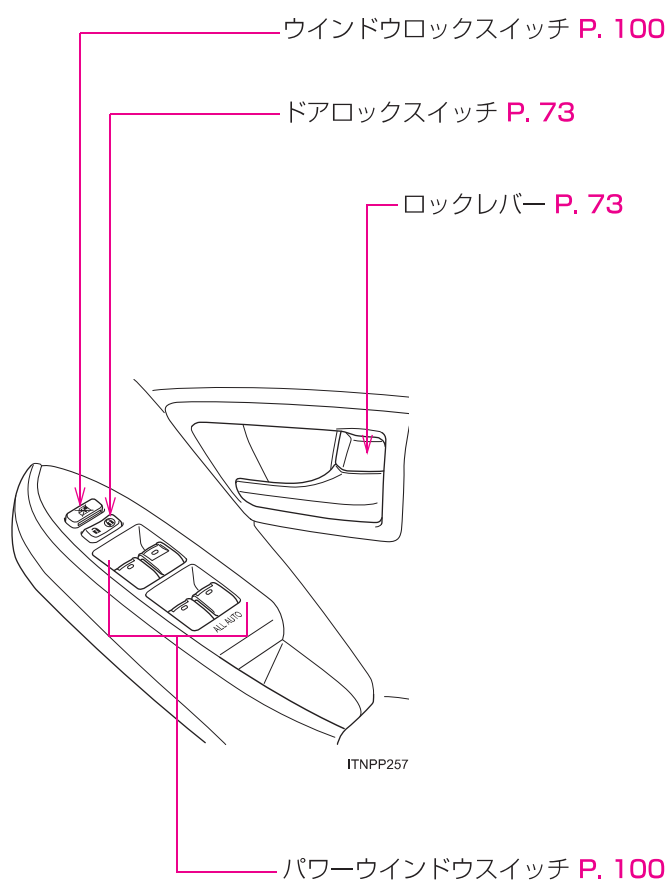 ウインドウロックスイッチ P. 100
ドアロックスイッチ P. 73
ロックレバー P. 73
ALL AUTO
ITNPP257
パワーウインドウスイッチ P. 100